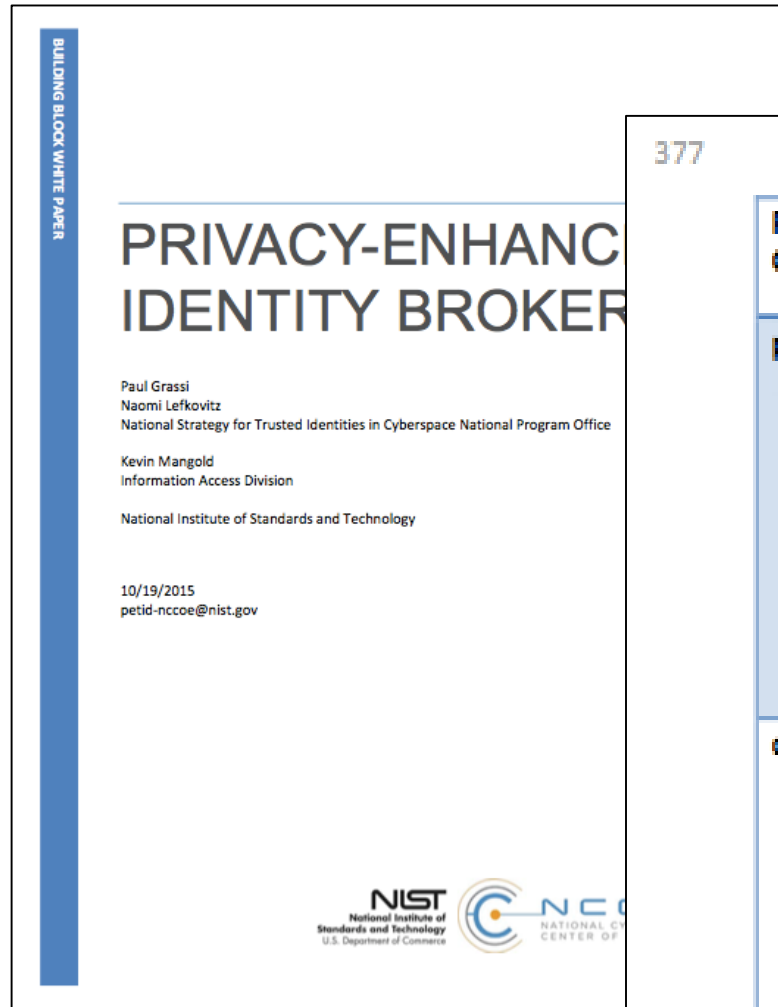 BUILDING BLOCK WHITE PAPER
PRIVACY-ENHANC
IDENTITY BROKER
Paul Grassi
Naomi Lefkovitz
National Strategy for Trusted Identities in Cyberspace National Program Office
Kevin Mangold
Information Access Division
National Institute of Standards and Technology
10/19/2015
petid-nccoe@nist.gov
NIST
National Institute of
Standards and Technology
U.S. Department of Commerce
NCC
NATIONAL CY
CENTER OF
377